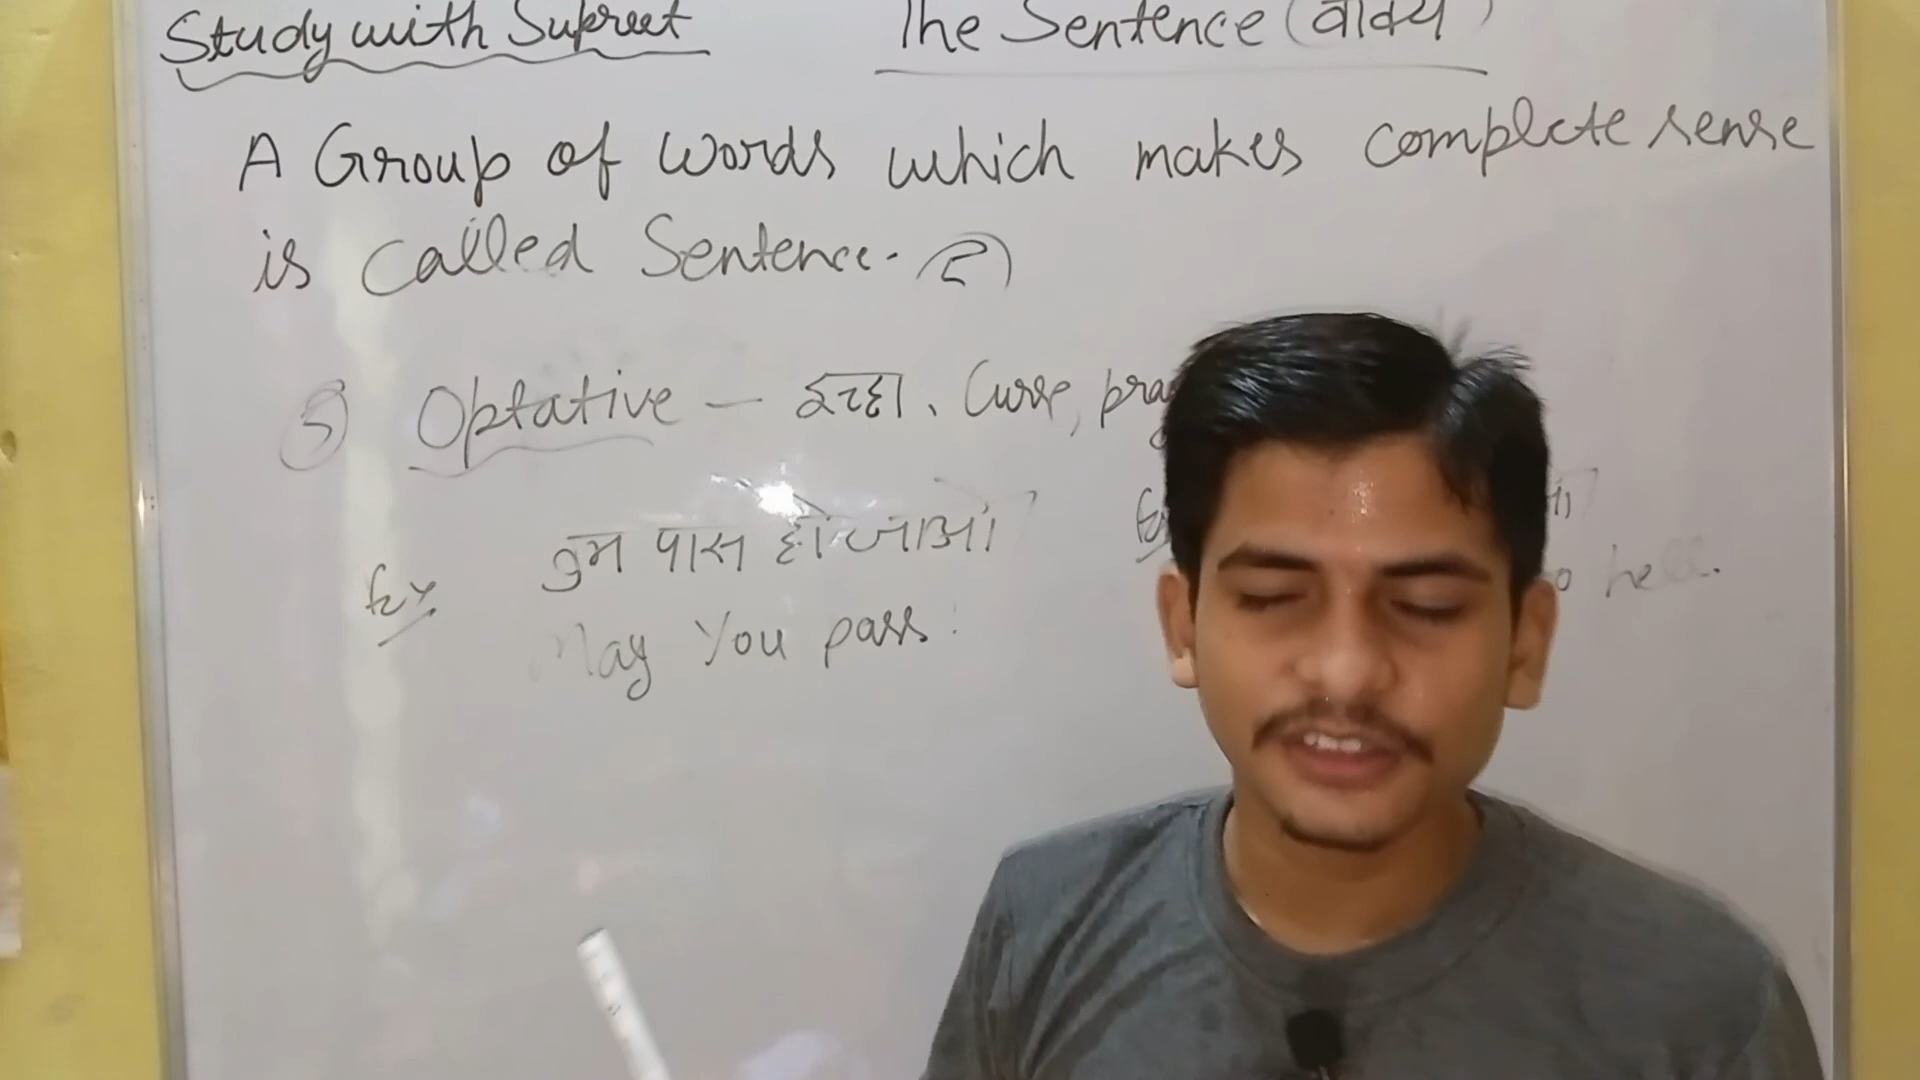 Study with Supreet
The Sentence (वाक्य)
A Group of words which makes complete sense
is called Sentence.
5 Optative — इच्छा, Curse,
Ex तुम पास हो जाओ।
May You pass!
hell.